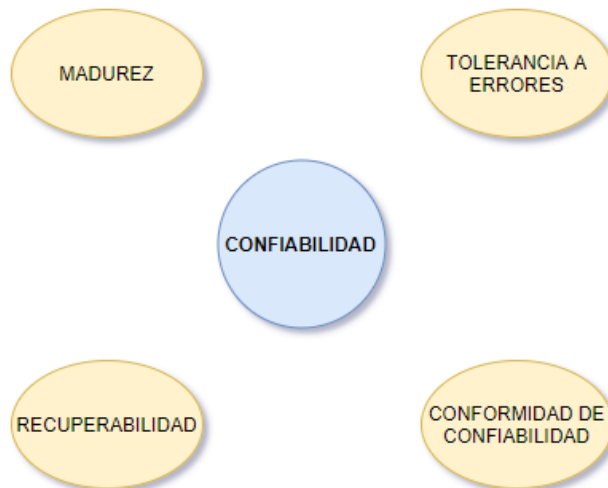 MADUREZ
TOLERANCIA A
ERRORES
CONFIABILIDAD
RECUPERABILIDAD
CONFORMIDAD DE
CONFIABILIDAD